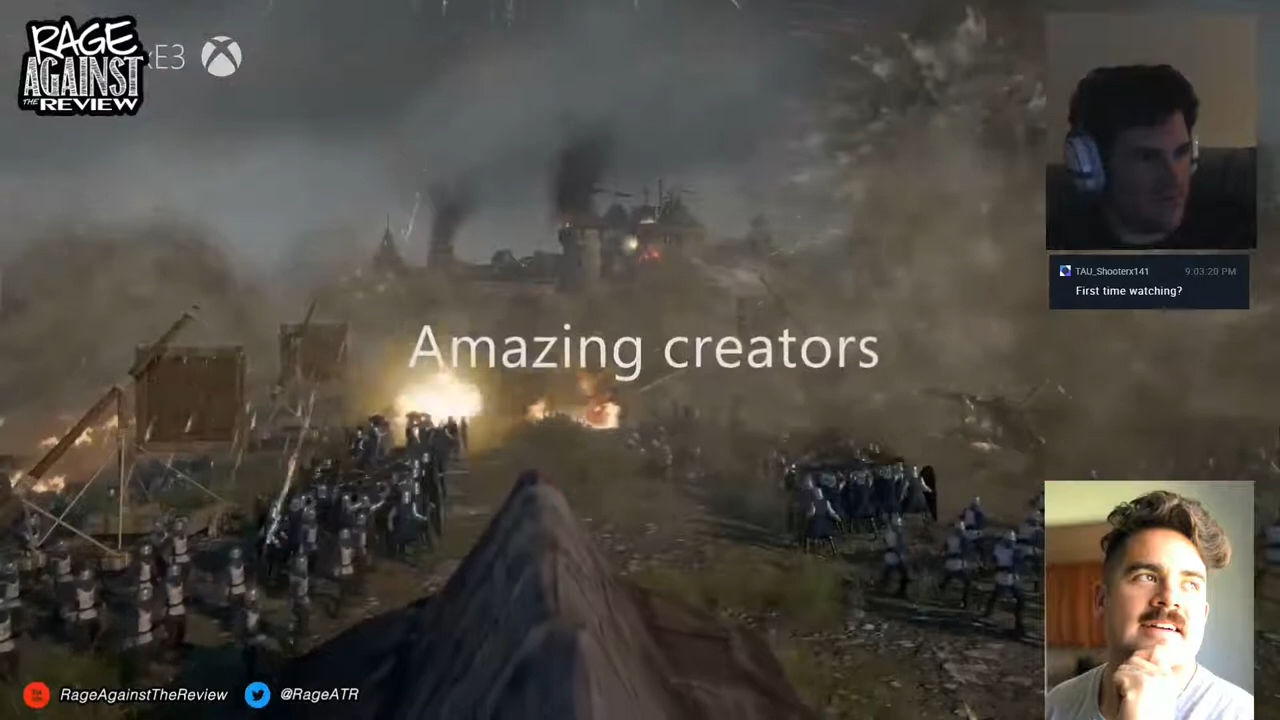 RAGE
AGAINST
THE REVIEW
E3
TAU_Shooterx141 9:03:20 PM
First time watching?
Amazing creators
RageAgainstTheReview @RageATR